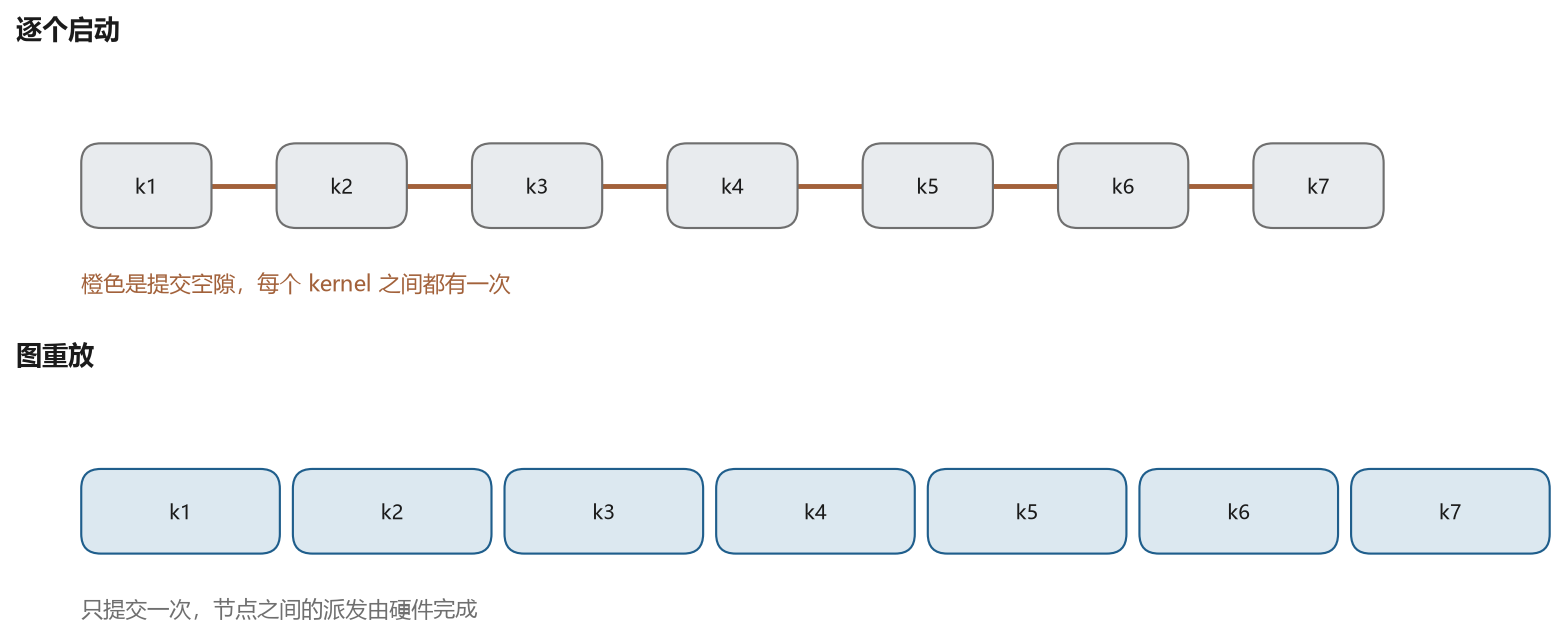 逐个启动
k1 k2 k3 k4 k5 k6 k7
橙色是提交空隙，每个 kernel 之间都有一次
图重放
k1 k2 k3 k4 k5 k6 k7
只提交一次，节点之间的派发由硬件完成